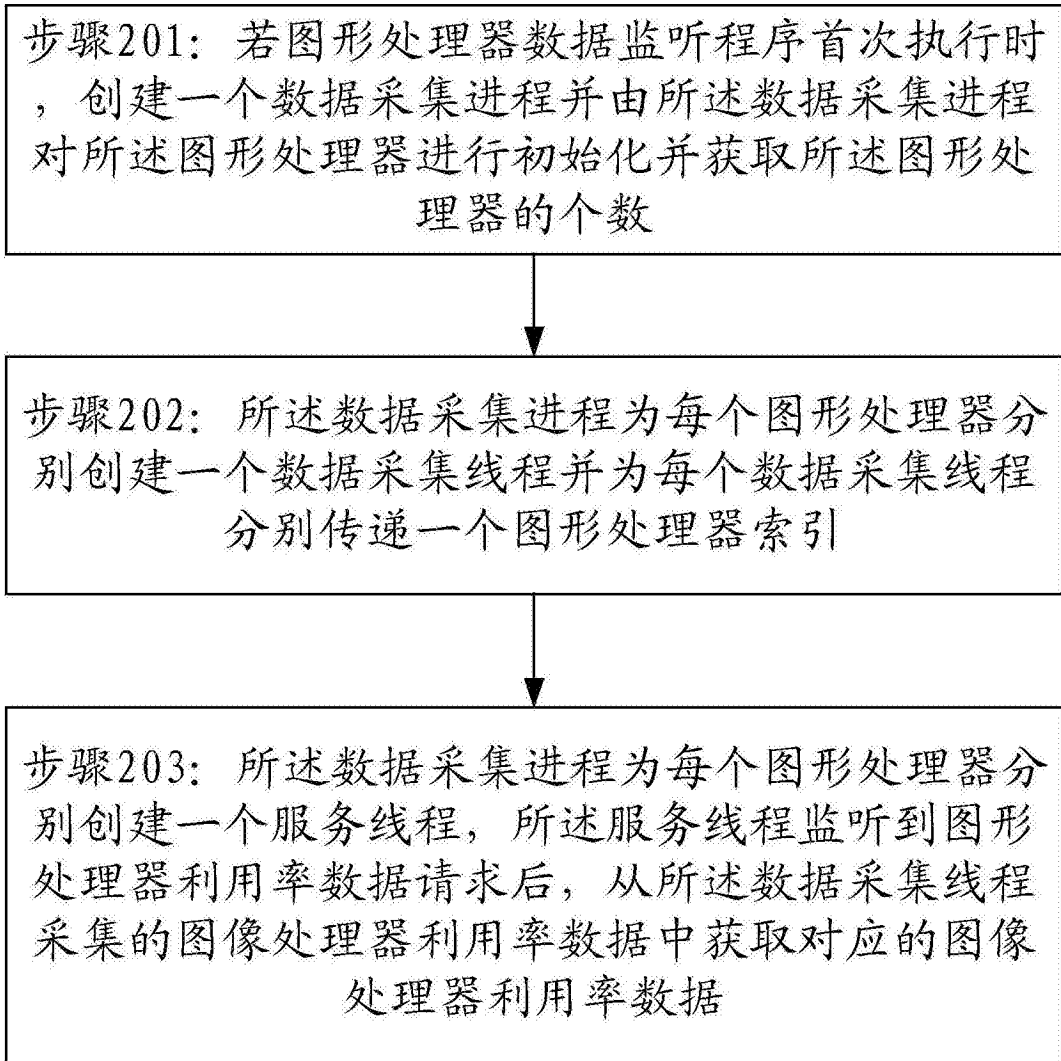 步骤201：若图形处理器数据监听程序首次执行时
，创建一个数据采集进程并由所述数据采集进程
对所述图形处理器进行初始化并获取所述图形处
理器的个数
步骤202：所述数据采集进程为每个图形处理器分
别创建一个数据采集线程并为每个数据采集线程
分别传递一个图形处理器索引
步骤203：所述数据采集进程为每个图形处理器分
别创建一个服务线程，所述服务线程监听到图形
处理器利用率数据请求后，从所述数据采集线程
采集的图像处理器利用率数据中获取对应的图像
处理器利用率数据